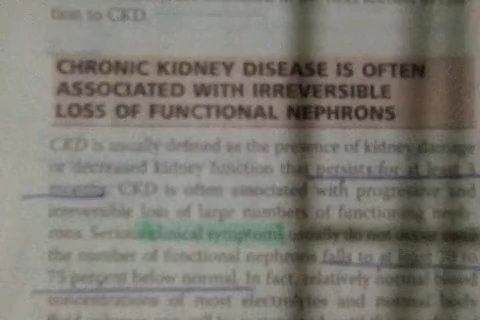 tion to CKD.
CHRONIC KIDNEY DISEASE IS OFTEN
ASSOCIATED WITH IRREVERSIBLE
LOSS OF FUNCTIONAL NEPHRONS
CKD is usually defined as the presence of kidney damage
or decreased kidney function that persists for at least 3
months. CKD is often associated with progressive and
irreversible loss of large numbers of functioning neph-
rons. Serious clinical symptoms usually do not occur until
the number of functional nephrons falls to at least 70 to
75 percent below normal. In fact, relatively normal blood
concentrations of most electrolytes and normal body